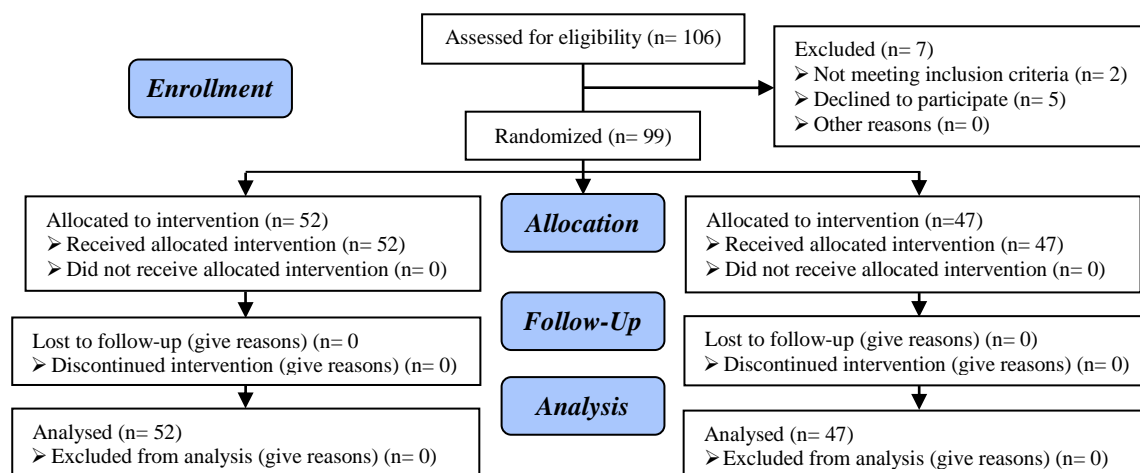 Assessed for eligibility (n= 106)
Excluded (n= 7)
➢ Not meeting inclusion criteria (n= 2)
➢ Declined to participate (n= 5)
➢ Other reasons (n= 0)
Enrollment
Randomized (n= 99)
Allocated to intervention (n= 52)
➢ Received allocated intervention (n= 52)
➢ Did not receive allocated intervention (n= 0)
Allocation
Allocated to intervention (n=47)
➢ Received allocated intervention (n= 47)
➢ Did not receive allocated intervention (n= 0)
Lost to follow-up (give reasons) (n= 0
➢ Discontinued intervention (give reasons) (n= 0)
Follow-Up
Lost to follow-up (give reasons) (n= 0)
➢ Discontinued intervention (give reasons) (n= 0)
Analysed (n= 52)
➢ Excluded from analysis (give reasons) (n= 0)
Analysis
Analysed (n= 47)
➢ Excluded from analysis (give reasons) (n= 0)